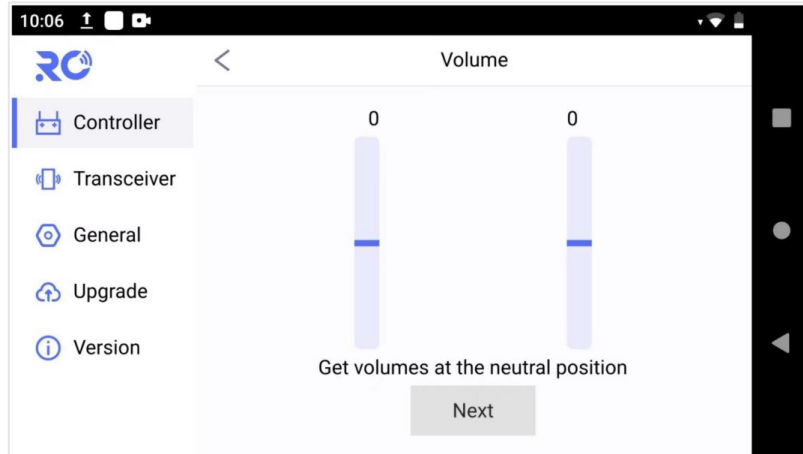 10:06
RC
Volume
Controller
Transceiver
General
Upgrade
Version
0 0
Get volumes at the neutral position
Next